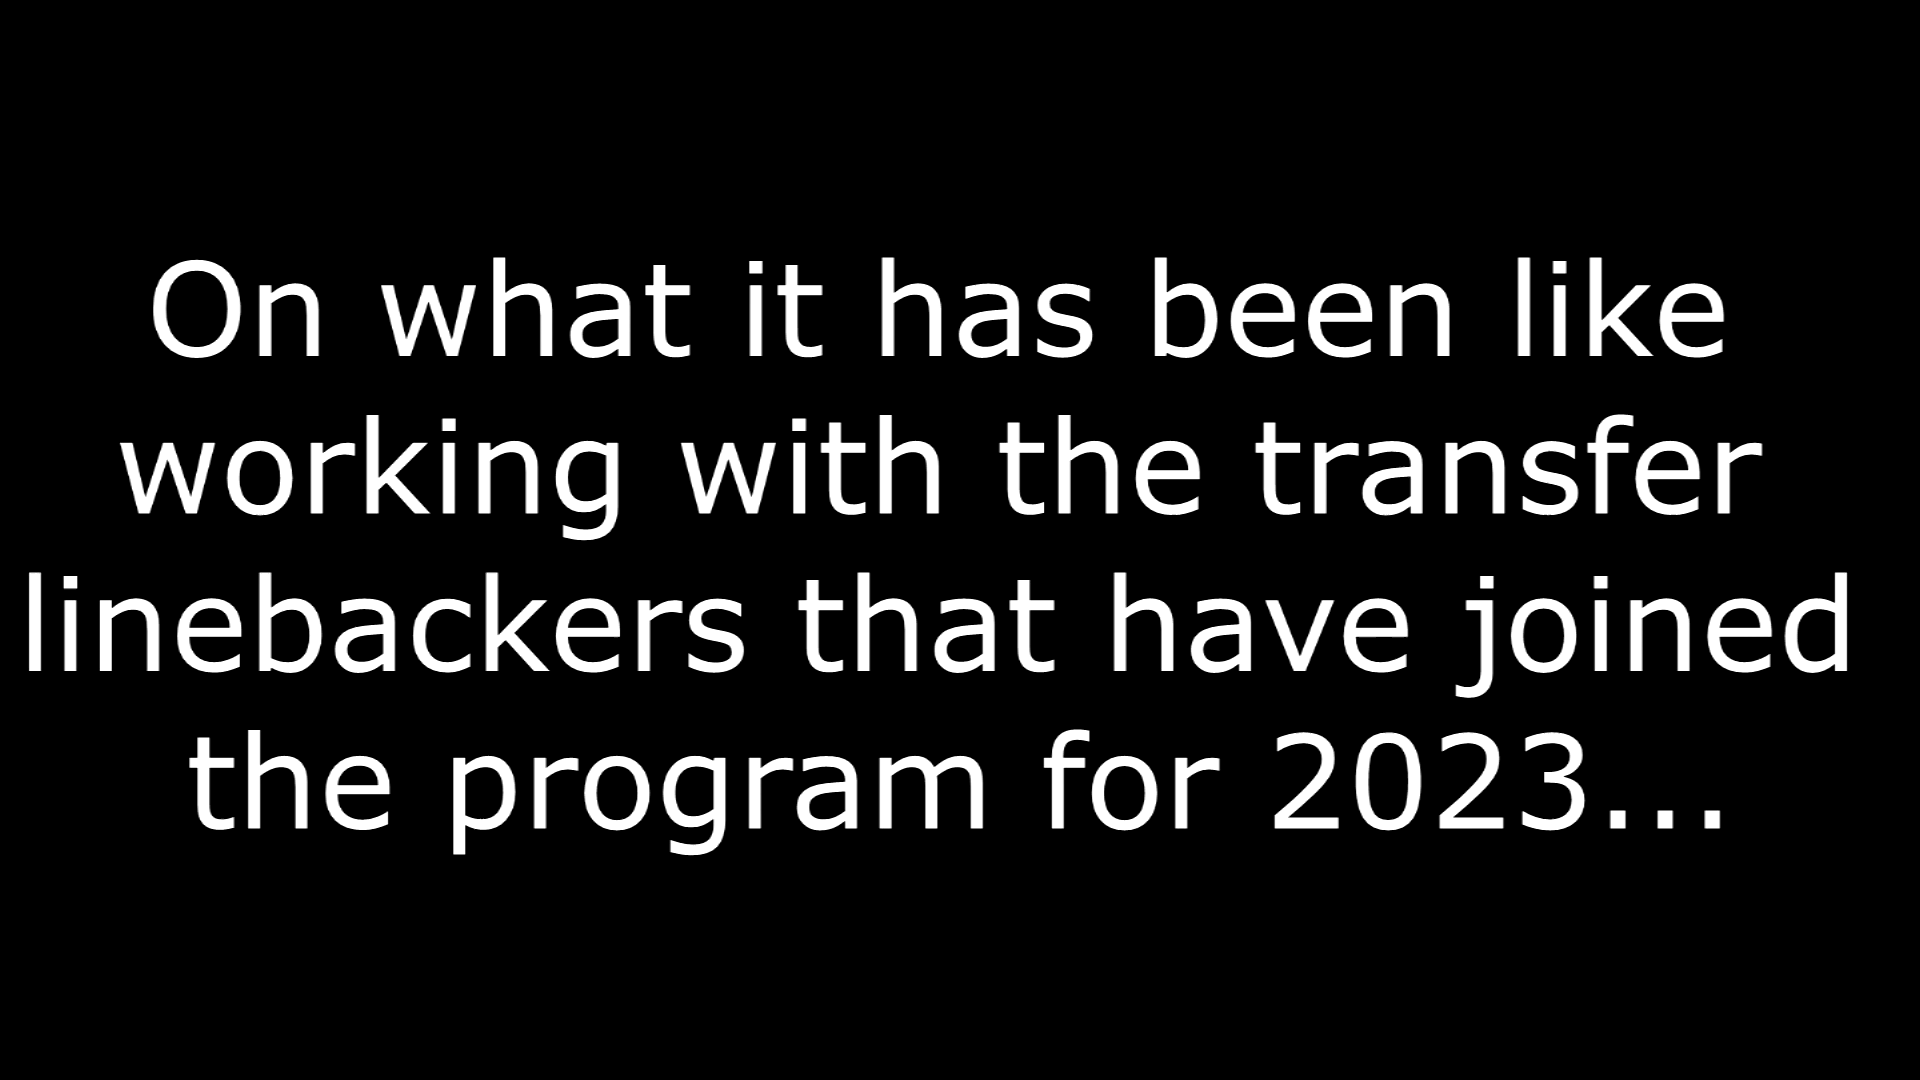 On what it has been like
working with the transfer
linebackers that have joined
the program for 2023...